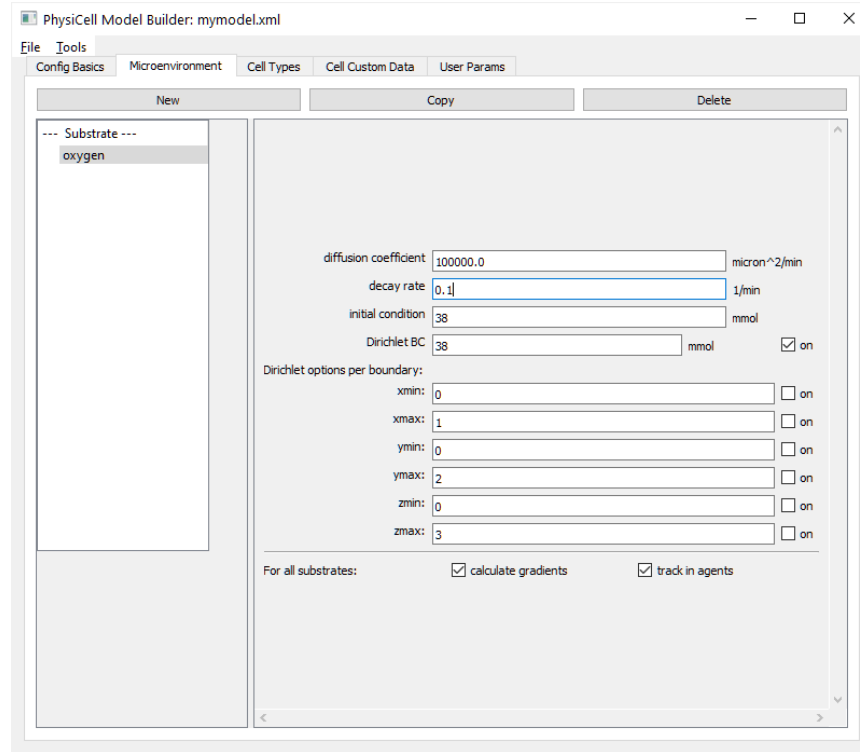 PhysiCell Model Builder: mymodel.xml
File Tools
Config Basics Microenvironment Cell Types Cell Custom Data User Params
New Copy Delete
--- Substrate ---
oxygen
diffusion coefficient 100000.0 micron^2/min
decay rate 0.1 1/min
initial condition 38 mmol
Dirichlet BC 38 mmol on
Dirichlet options per boundary:
xmin: 0 on
xmax: 1 on
ymin: 0 on
ymax: 2 on
zmin: 0 on
zmax: 3 on
For all substrates: calculate gradients track in agents